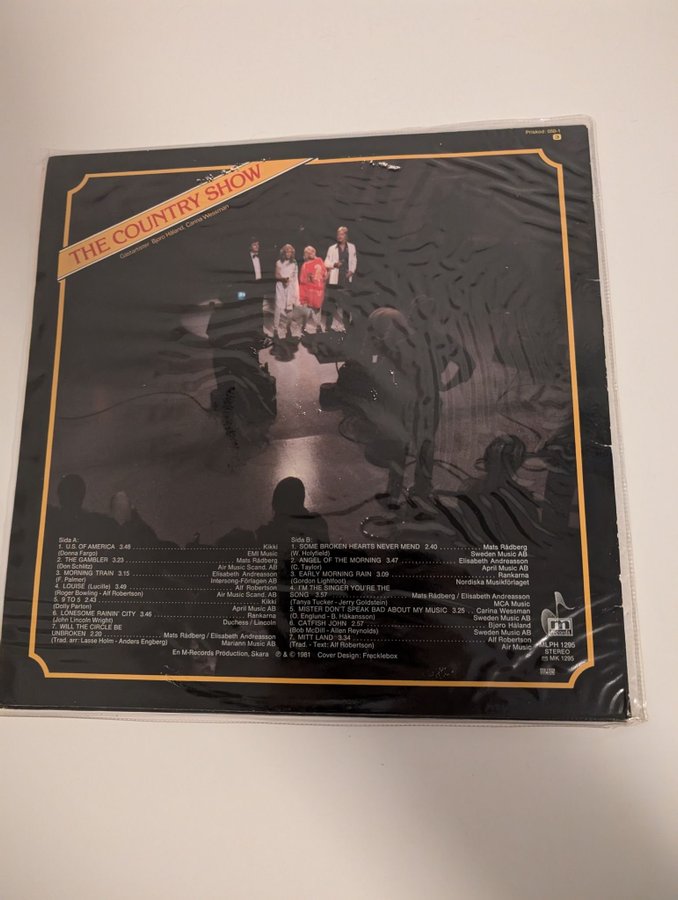 Priskod: 050-1
THE COUNTRY SHOW
Gästartister: Bjøro Håland, Carina Wessman
Sida A:
1. U.S. OF AMERICA 3.48 Kikki
(Donna Fargo) EMI Music
2. THE GAMBLER 3.23 Mats Rådberg
(Don Schlitz) Air Music Scand. AB
3. MORNING TRAIN 3.15 Elisabeth Andreasson
(F. Palmer) Intersong-Förlagen AB
4. LOUISE (Lucille) 3.49 Alf Robertson
(Roger Bowling - Alf Robertson) Air Music Scand. AB
5. 9 TO 5 2.43 Kikki
(Dolly Parton) April Music AB
6. LONESOME RAININ' CITY 3.46 Rankarna
(John Lincoln Wright) Duchess / Lincoln
7. WILL THE CIRCLE BE
UNBROKEN 2.20 Mats Rådberg / Elisabeth Andreasson
(Trad. arr: Lasse Holm - Anders Engberg) Mariann Music AB
Sida B:
1. SOME BROKEN HEARTS NEVER MEND 2.40 Mats Rådberg
(W. Holyfield) Sweden Music AB
2. ANGEL OF THE MORNING 3.47 Elisabeth Andreasson
(C. Taylor) April Music AB
3. EARLY MORNING RAIN 3.09 Rankarna
(Gordon Lightfoot) Nordiska Musikförlaget
4. I'M THE SINGER YOU'RE THE
SONG 3.57 Mats Rådberg / Elisabeth Andreasson
(Tanya Tucker - Jerry Goldstein) MCA Music
5. MISTER DON'T SPEAK BAD ABOUT MY MUSIC 3.25 Carina Wessman
(D. Englund - B. Håkansson) Sweden Music AB
6. CATFISH JOHN 2.57 Bjøro Håland
(Bob McDill - Allan Reynolds) Sweden Music AB
7. MITT LAND 3.34 Alf Robertson
(Trad. - Text: Alf Robertson) Air Music
En M-Records Production, Skara ℗ & © 1981 Cover Design: Frecklebox
m
records
MLPH 1295
STEREO
MK 1295